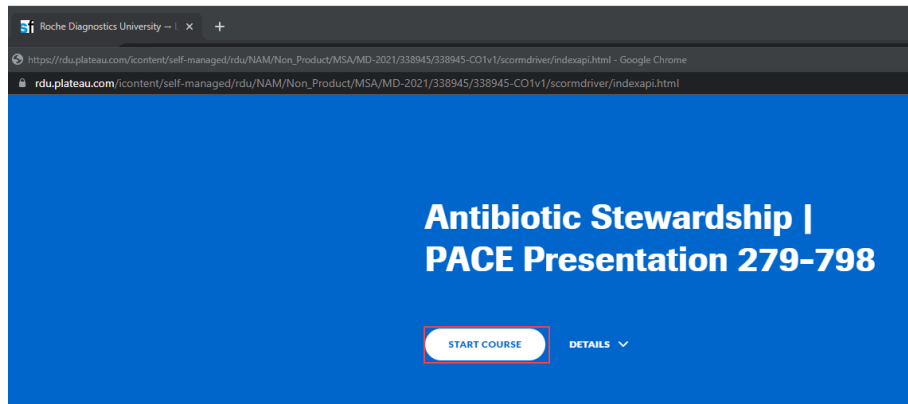 Roche Diagnostics University -- L
https://rdu.plateau.com/icontent/self-managed/rdu/NAM/Non_Product/MSA/MD-2021/338945/338945-CO1v1/scormdriver/indexapi.html - Google Chrome
rdu.plateau.com/icontent/self-managed/rdu/NAM/Non_Product/MSA/MD-2021/338945/338945-CO1v1/scormdriver/indexapi.html
Antibiotic Stewardship |
PACE Presentation 279-798
START COURSE DETAILS